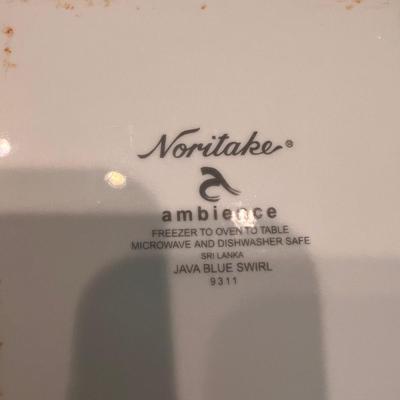 Noritake®
ambience
FREEZER TO OVEN TO TABLE
MICROWAVE AND DISHWASHER SAFE
SRI LANKA
JAVA BLUE SWIRL
9311